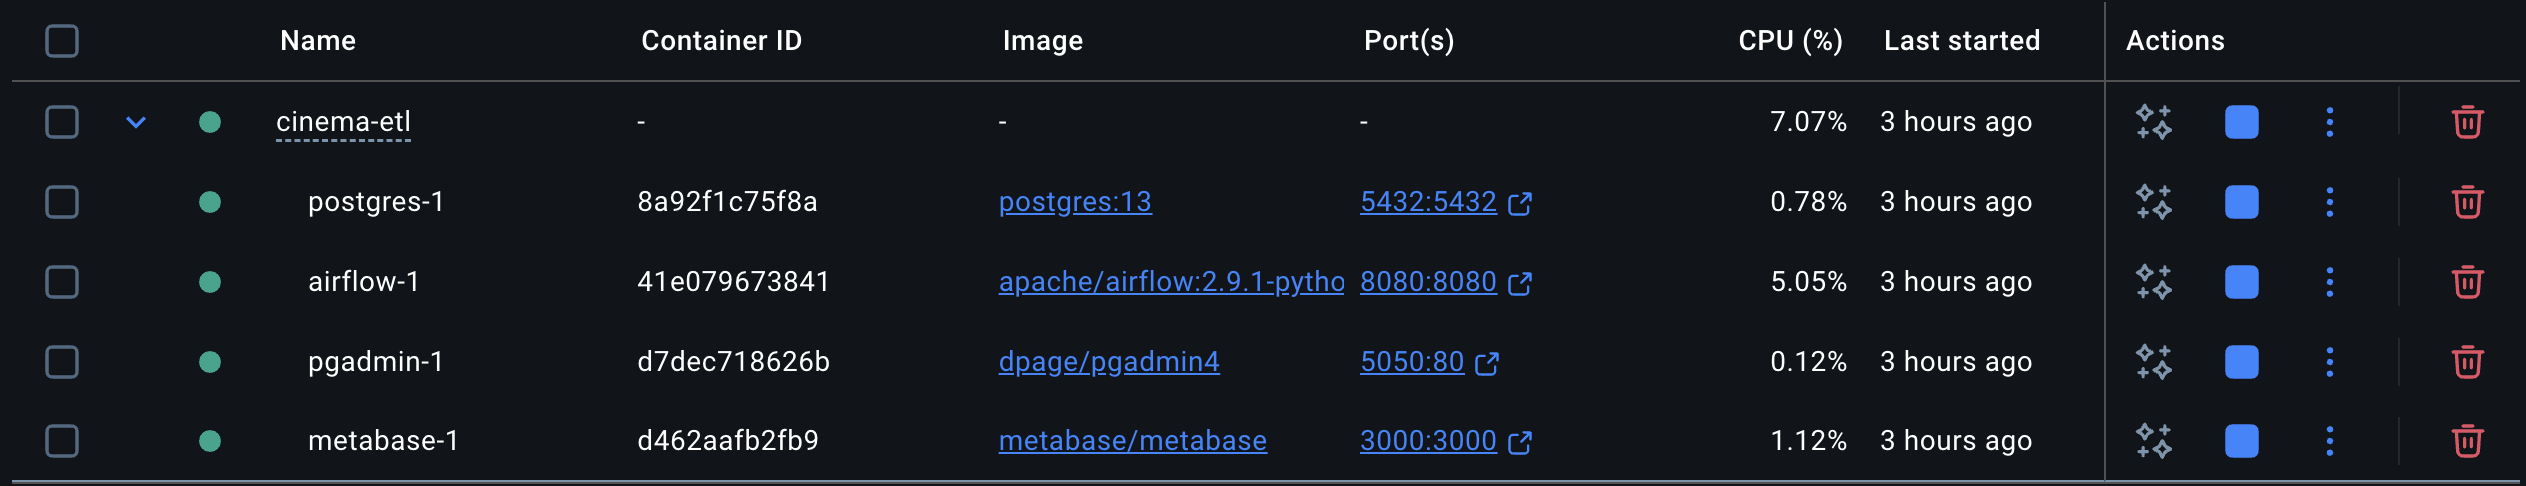 Name Container ID Image Port(s) CPU (%) Last started Actions
cinema-etl - - - 7.07% 3 hours ago
postgres-1 8a92f1c75f8a postgres:13 5432:5432 0.78% 3 hours ago
airflow-1 41e079673841 apache/airflow:2.9.1-pytho 8080:8080 5.05% 3 hours ago
pgadmin-1 d7dec718626b dpage/pgadmin4 5050:80 0.12% 3 hours ago
metabase-1 d462aafb2fb9 metabase/metabase 3000:3000 1.12% 3 hours ago